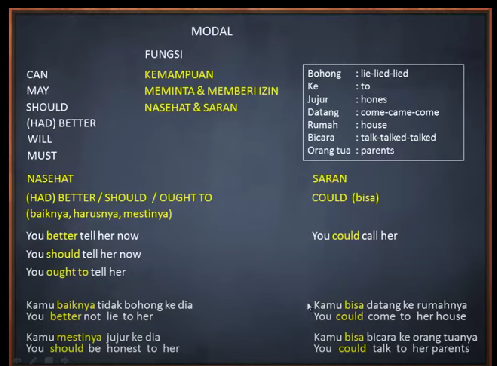 MODAL
FUNGSI
CAN KEMAMPUAN
MAY MEMINTA & MEMBERI IZIN
SHOULD NASEHAT & SARAN
(HAD) BETTER
WILL
MUST
Bohong : lie-lied-lied
Ke : to
Jujur : hones
Datang : come-came-come
Rumah : house
Bicara : talk-talked-talked
Orang tua : parents
NASEHAT
(HAD) BETTER / SHOULD / OUGHT TO
(baiknya, harusnya, mestinya)
You better tell her now
You should tell her now
You ought to tell her
SARAN
COULD (bisa)
You could call her
Kamu baiknya tidak bohong ke dia
You better not lie to her
Kamu mestinya jujur ke dia
You should be honest to her
Kamu bisa datang ke rumahnya
You could come to her house
Kamu bisa bicara ke orang tuanya
You could talk to her parents